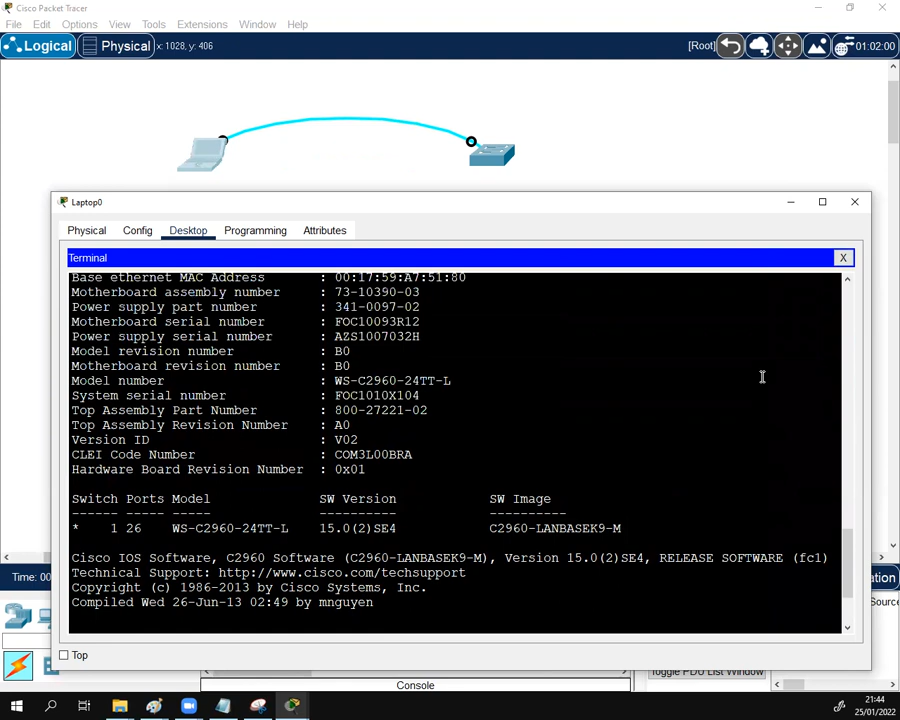 Cisco Packet Tracer
File Edit Options View Tools Extensions Window Help
Logical Physical x: 1028, y: 406 [Root] 01:02:00
Laptop0
Physical Config Desktop Programming Attributes
Terminal X
Base ethernet MAC Address : 00:17:59:A7:51:80
Motherboard assembly number : 73-10390-03
Power supply part number : 341-0097-02
Motherboard serial number : FOC10093R12
Power supply serial number : AZS1007032H
Model revision number : B0
Motherboard revision number : B0
Model number : WS-C2960-24TT-L
System serial number : FOC1010X104
Top Assembly Part Number : 800-27221-02
Top Assembly Revision Number : A0
Version ID : V02
CLEI Code Number : COM3L00BRA
Hardware Board Revision Number : 0x01
Switch Ports Model SW Version SW Image
------ ----- ----- ---------- ----------
* 1 26 WS-C2960-24TT-L 15.0(2)SE4 C2960-LANBASEK9-M
Cisco IOS Software, C2960 Software (C2960-LANBASEK9-M), Version 15.0(2)SE4, RELEASE SOFTWARE (fc1)
Technical Support: http://www.cisco.com/techsupport
Copyright (c) 1986-2013 by Cisco Systems, Inc.
Compiled Wed 26-Jun-13 02:49 by mnguyen
Time: 00
ation
Source
Top
Toggle PDU List Window
Console
21:44
25/01/2022